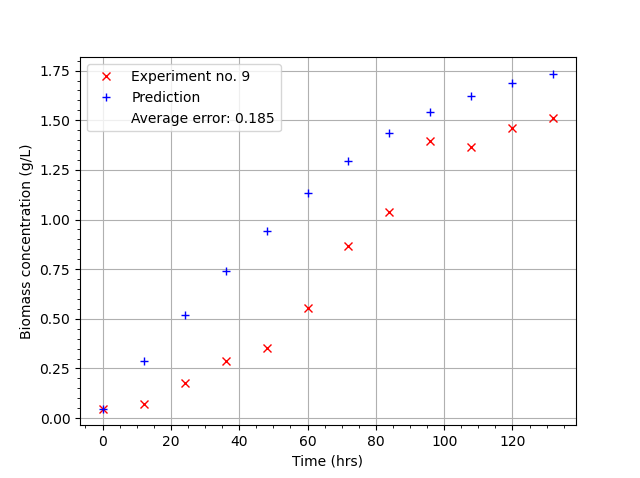 Experiment no. 9
Prediction
Average error: 0.185
1.75
1.50
1.25
1.00
0.75
0.50
0.25
0.00
Biomass concentration (g/L)
0 20 40 60 80 100 120
Time (hrs)